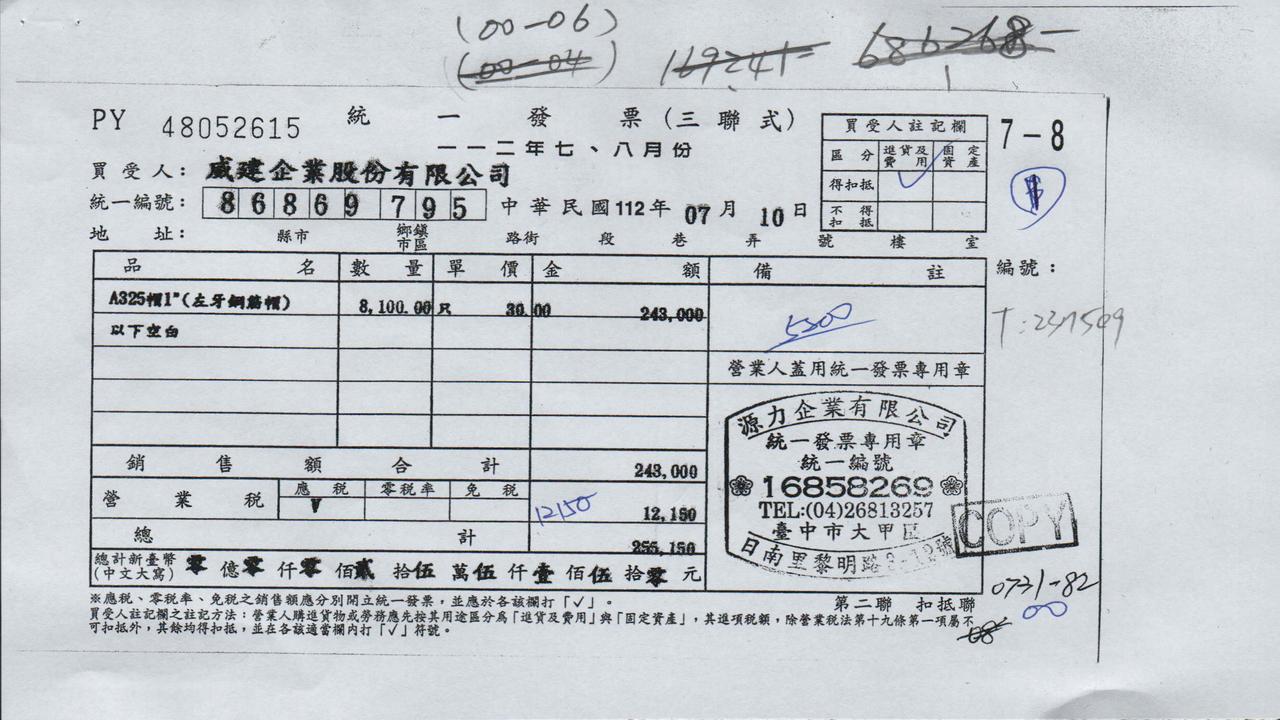 (00-06)
(00-04)
169241-
686268-
PY 48052615 統一發票(三聯式)
一一二年七、八月份
7-8
買受人註記欄
區分 進貨及費用 固定資產
得扣抵 ✓
不得扣抵
買受人: 威建企業股份有限公司
統一編號: 86869795 中華民國112年07月10日
地址: 縣市 鄉鎮市區 路街 段 巷 弄 號 樓 室
品名 數量 單價 金額 備註 編號:
A325帽1"(左牙鋼筋帽) 8,100.00只 30.00 243,000
以下空白
5300
T:2371509
營業人蓋用統一發票專用章
源力企業有限公司
統一發票專用章
統一編號
16858269
TEL:(04)26813257
臺中市大甲區
COPY
銷售額合計 243,000
營業稅 應稅 零稅率 免稅
V 12150 12,150
總計 255,150
總計新臺幣(中文大寫) 零億零仟零佰貳拾伍萬伍仟壹佰伍拾零元
0731-82
00
08
第二聯 扣抵聯
※應稅、零稅率、免稅之銷售額應分別開立統一發票,並應於各該欄打「✓」。
買受人註記欄之註記方法:營業人購進貨物或勞務應先按其用途區分為「進貨及費用」與「固定資產」,其進項稅額,除營業稅法第十九條第一項屬不
可扣抵外,其餘均得扣抵,並在各該適當欄內打「✓」符號。